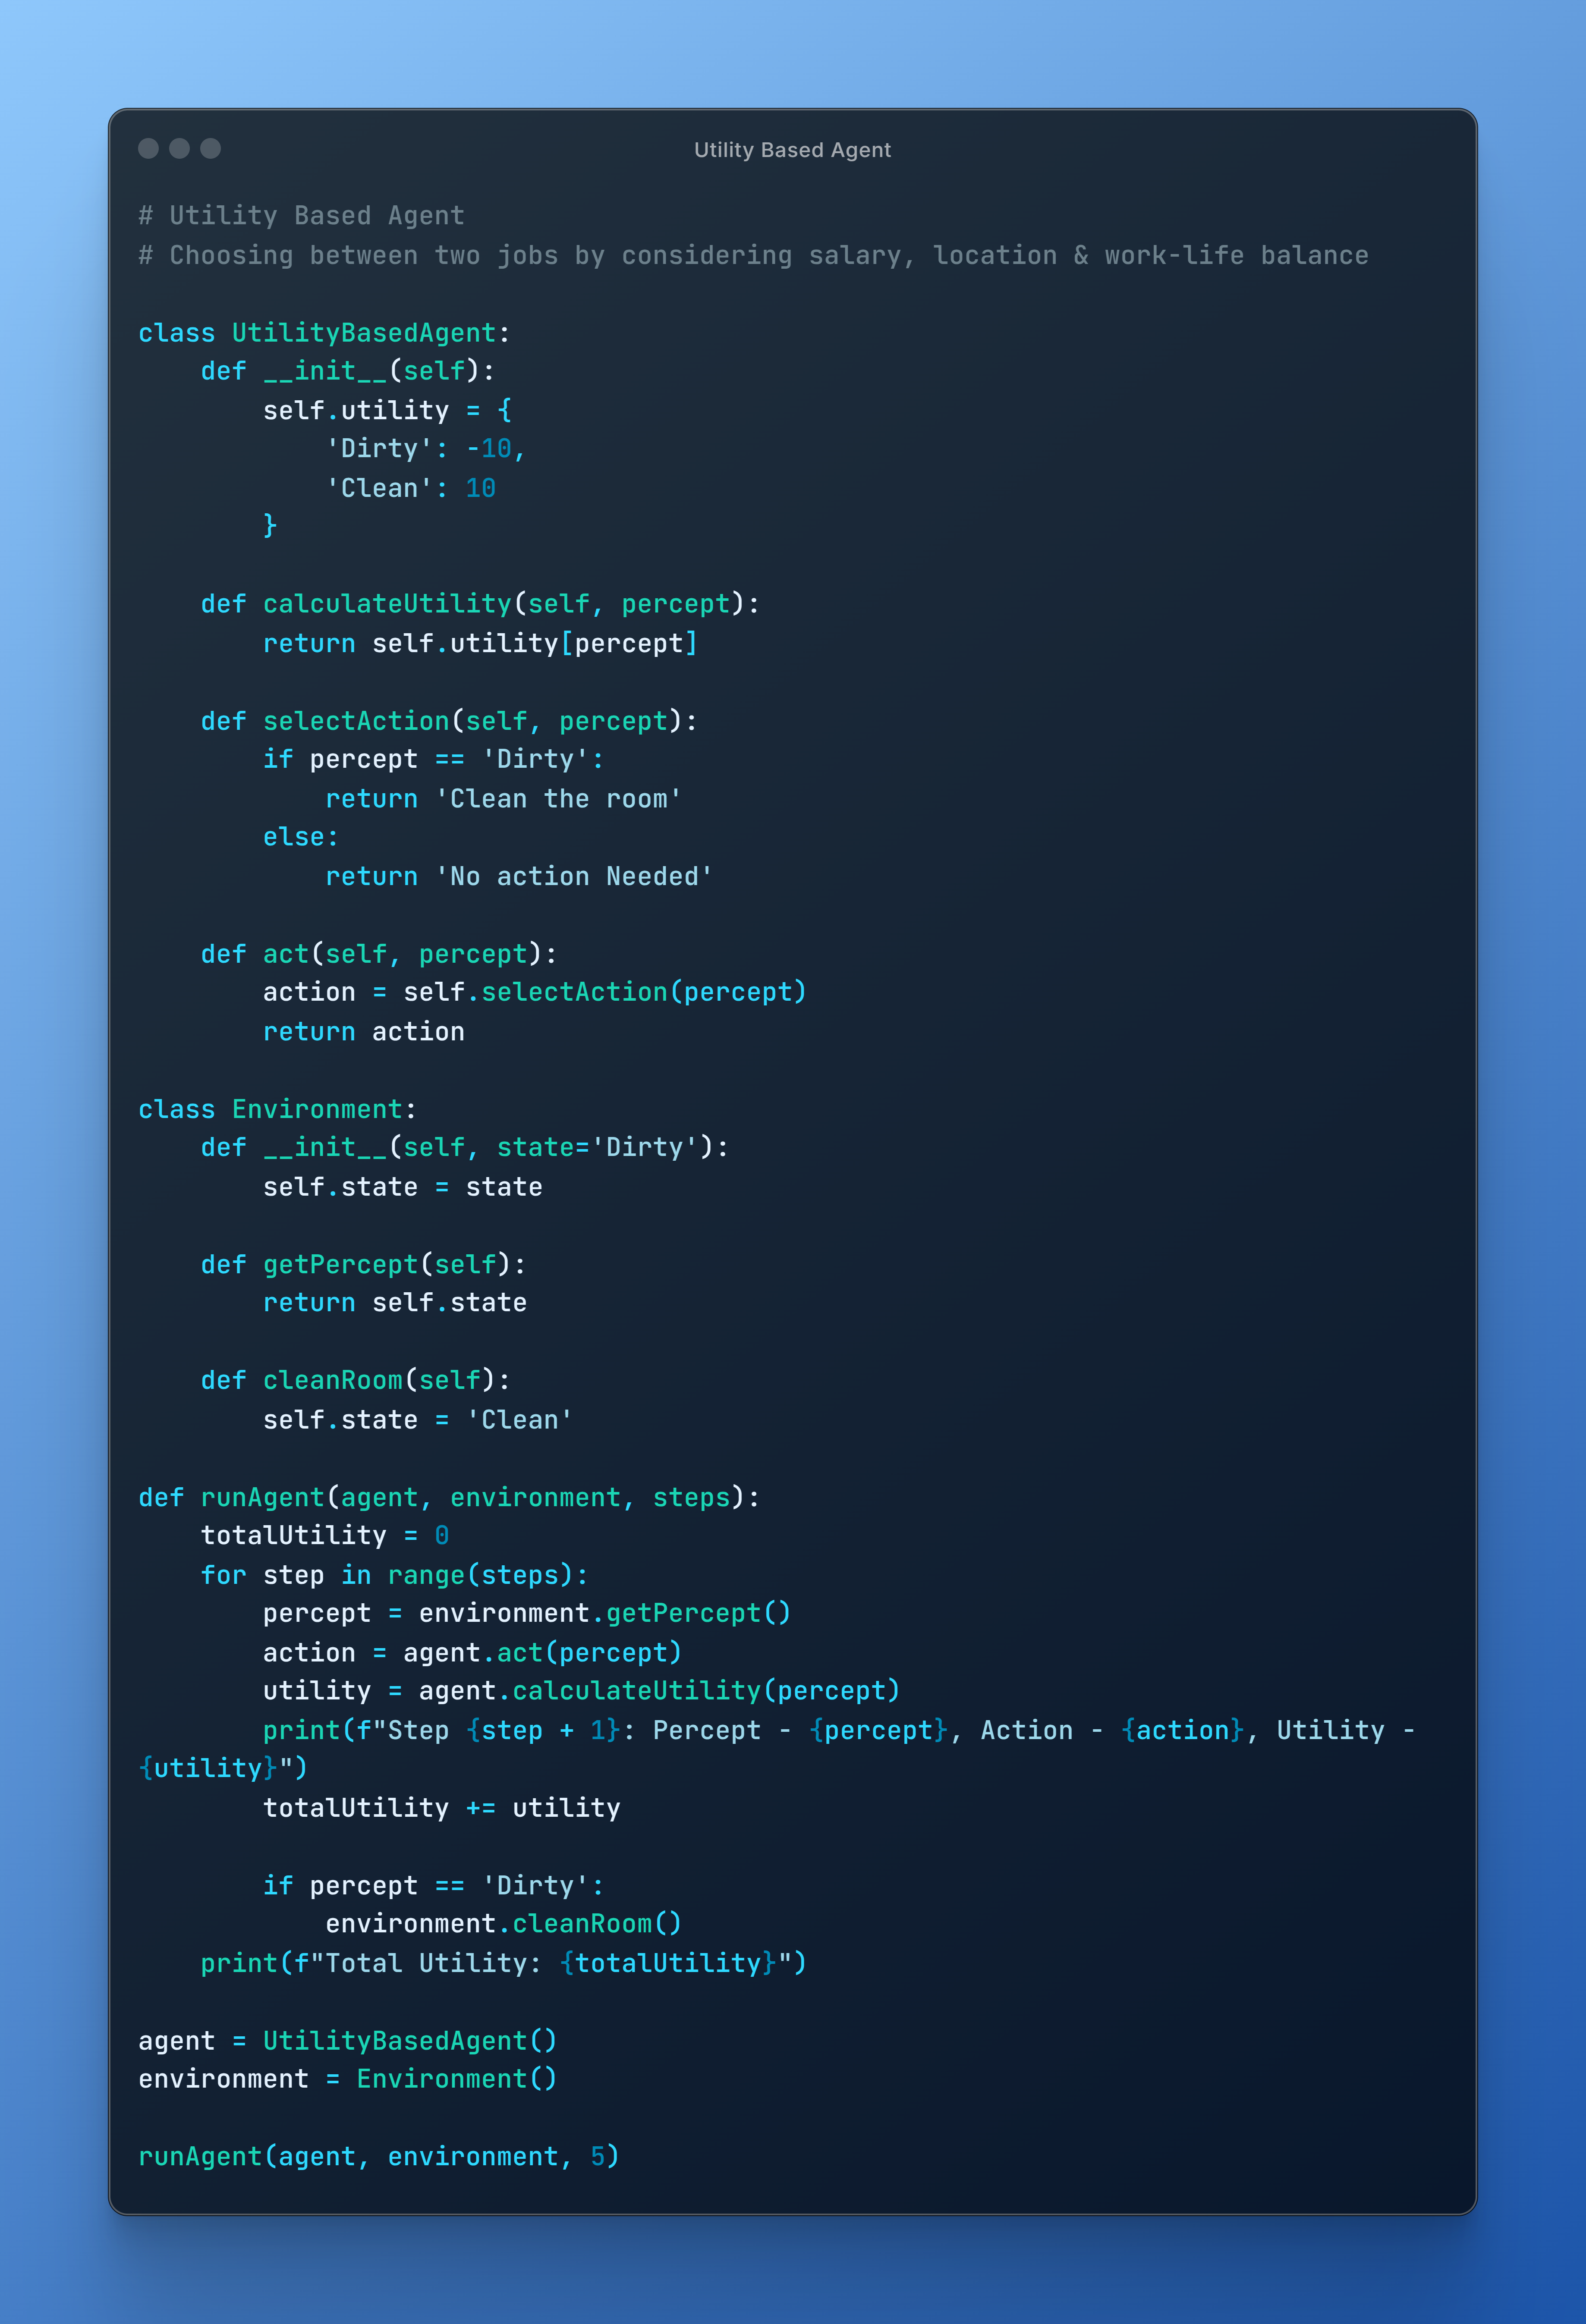 Utility Based Agent
# Utility Based Agent
# Choosing between two jobs by considering salary, location & work-life balance
class UtilityBasedAgent:
    def __init__(self):
        self.utility = {
            'Dirty': -10,
            'Clean': 10
        }
    def calculateUtility(self, percept):
        return self.utility[percept]
    def selectAction(self, percept):
        if percept == 'Dirty':
            return 'Clean the room'
        else:
            return 'No action Needed'
    def act(self, percept):
        action = self.selectAction(percept)
        return action
class Environment:
    def __init__(self, state='Dirty'):
        self.state = state
    def getPercept(self):
        return self.state
    def cleanRoom(self):
        self.state = 'Clean'
def runAgent(agent, environment, steps):
    totalUtility = 0
    for step in range(steps):
        percept = environment.getPercept()
        action = agent.act(percept)
        utility = agent.calculateUtility(percept)
        print(f"Step {step + 1}: Percept - {percept}, Action - {action}, Utility -
{utility}")
        totalUtility += utility
        if percept == 'Dirty':
            environment.cleanRoom()
    print(f"Total Utility: {totalUtility}")
agent = UtilityBasedAgent()
environment = Environment()
runAgent(agent, environment, 5)